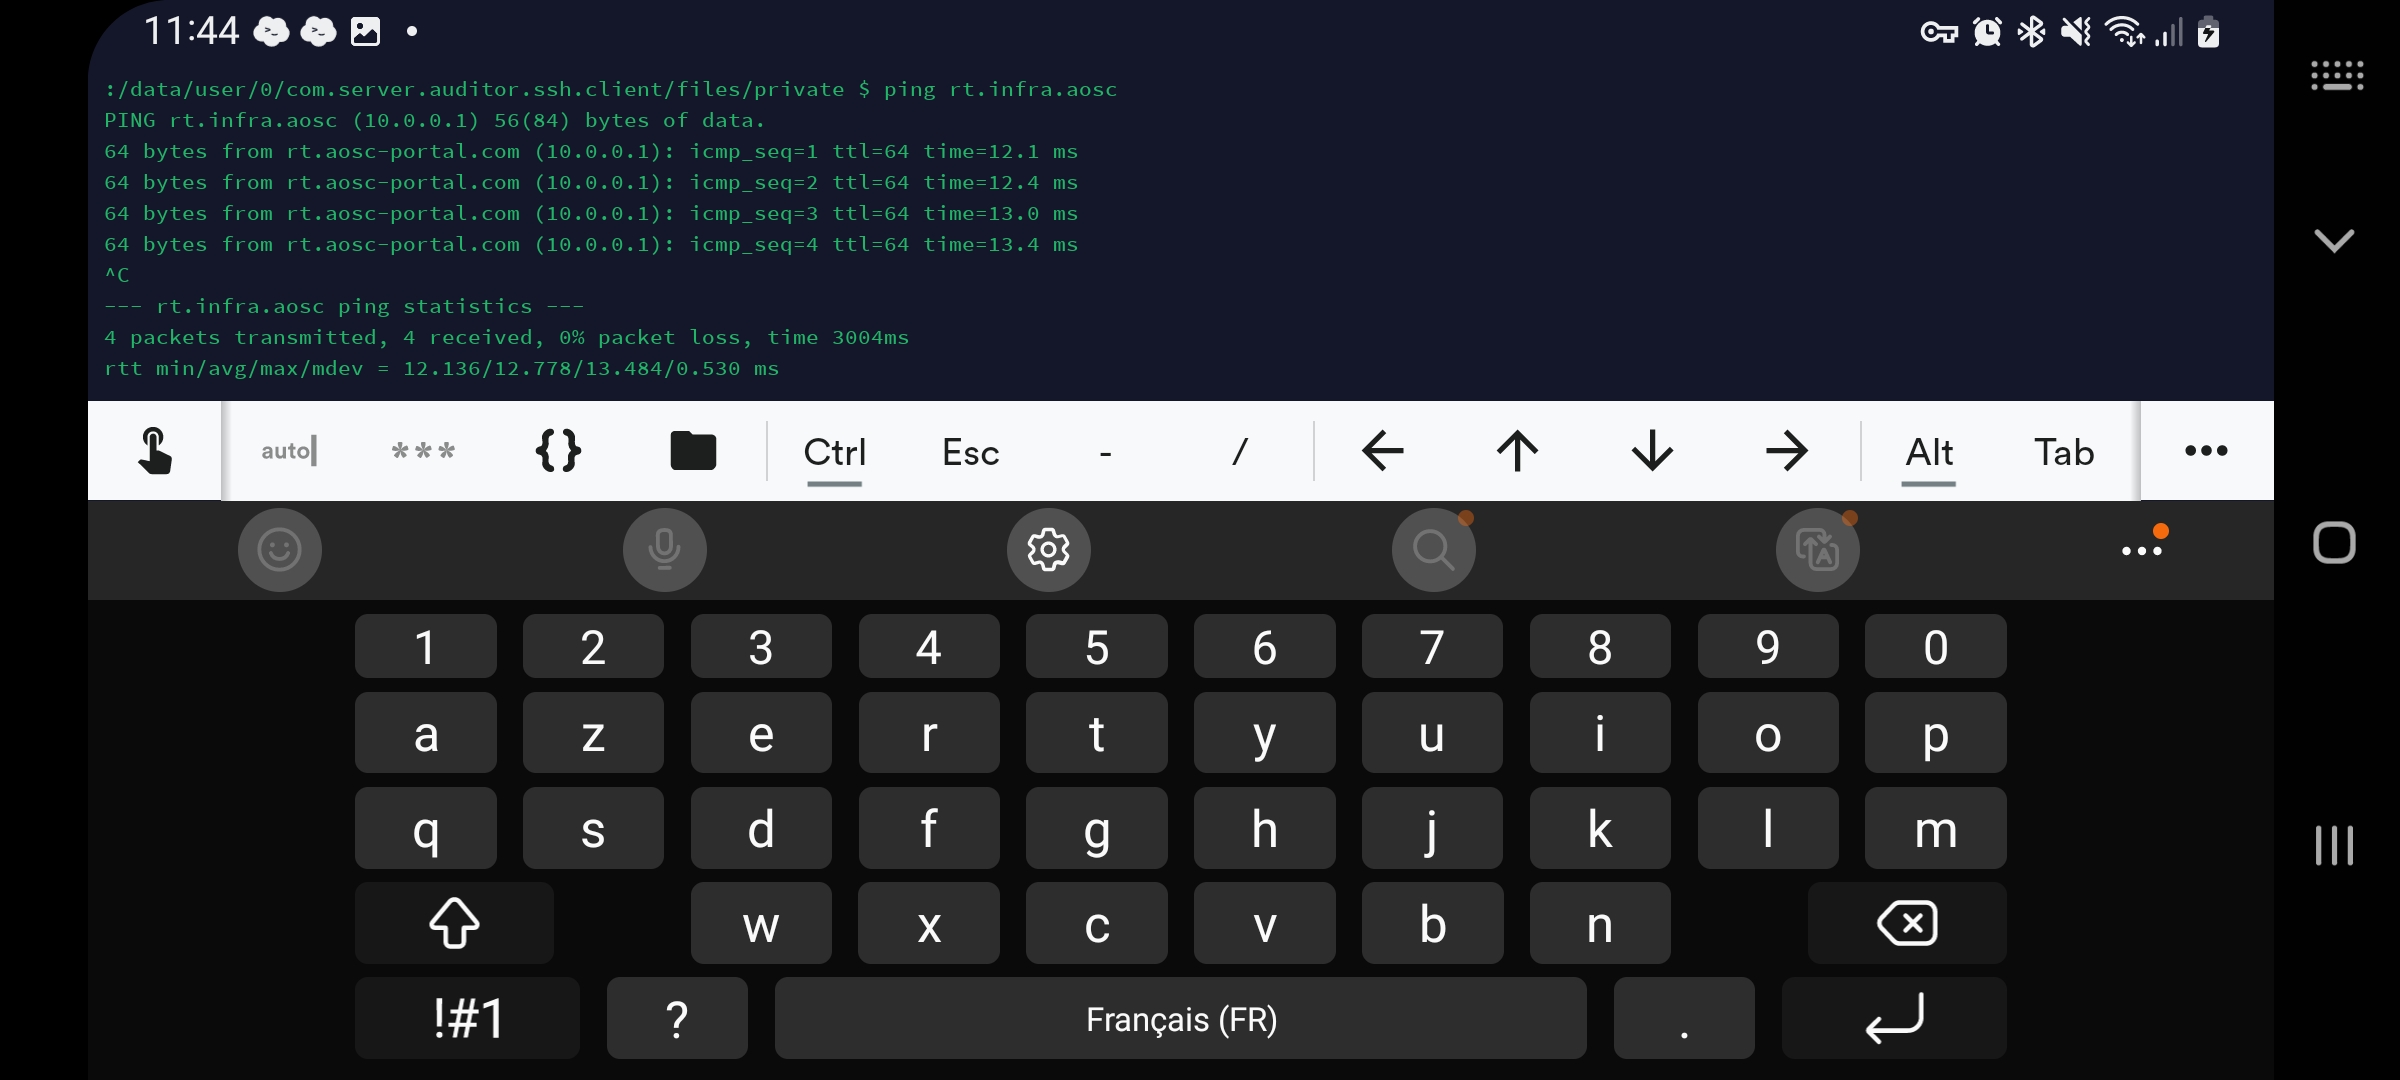 11:44
:/data/user/0/com.server.auditor.ssh.client/files/private $ ping rt.infra.aosc
PING rt.infra.aosc (10.0.0.1) 56(84) bytes of data.
64 bytes from rt.aosc-portal.com (10.0.0.1): icmp_seq=1 ttl=64 time=12.1 ms
64 bytes from rt.aosc-portal.com (10.0.0.1): icmp_seq=2 ttl=64 time=12.4 ms
64 bytes from rt.aosc-portal.com (10.0.0.1): icmp_seq=3 ttl=64 time=13.0 ms
64 bytes from rt.aosc-portal.com (10.0.0.1): icmp_seq=4 ttl=64 time=13.4 ms
^C
--- rt.infra.aosc ping statistics ---
4 packets transmitted, 4 received, 0% packet loss, time 3004ms
rtt min/avg/max/mdev = 12.136/12.778/13.484/0.530 ms
auto *** {} Ctrl Esc - / ← ↑ ↓ → Alt Tab •••
1 2 3 4 5 6 7 8 9 0
a z e r t y u i o p
q s d f g h j k l m
w x c v b n
!#1 ? Français (FR) .